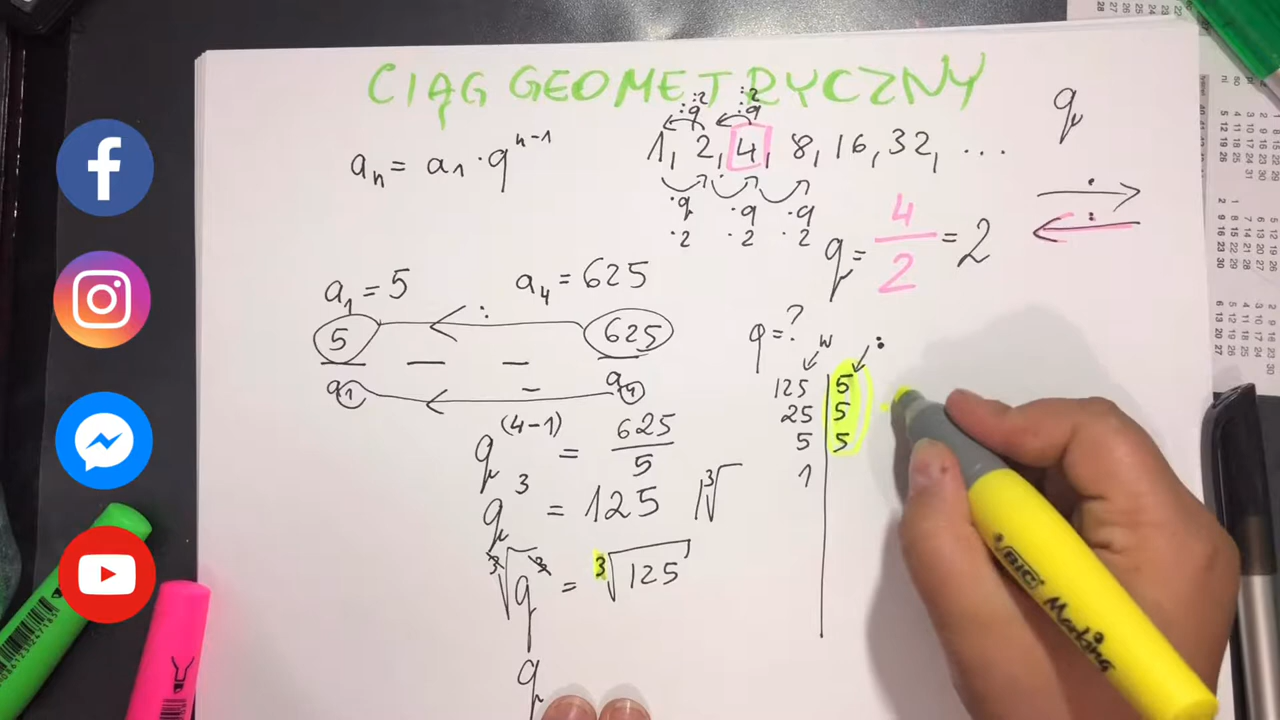 CIĄG GEOMETRYCZNY
aₙ = a₁ · qⁿ⁻¹
:2 :2
:q :q
1, 2, 4, 8, 16, 32, ...
·q ·q ·q
·2 ·2 ·2
q
q = 4/2 = 2
:
:
a₁ = 5 a₄ = 625
5 : 625
a₁ - a₄
q = ?
w :
125 | 5
25 | 5
5 | 5
1
q⁽⁴⁻¹⁾ = 625/5
q³ = 125 |∛
∛q³ = ∛125
q
BIC Marking